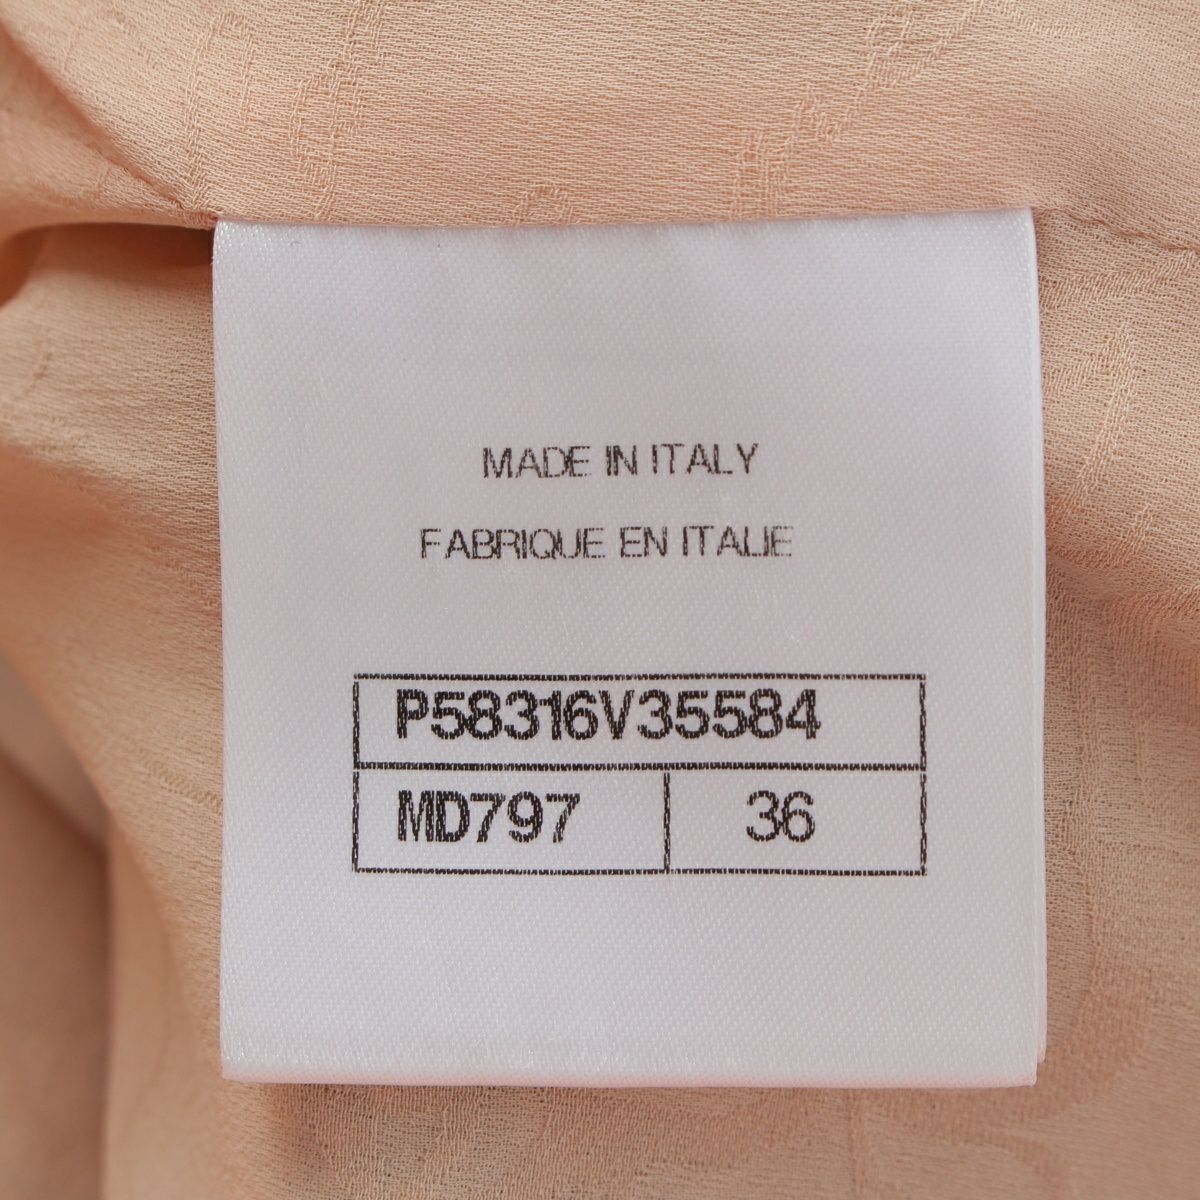 MADE IN ITALY
FABRIQUE EN ITALIE
P58316V35584
MD797 36